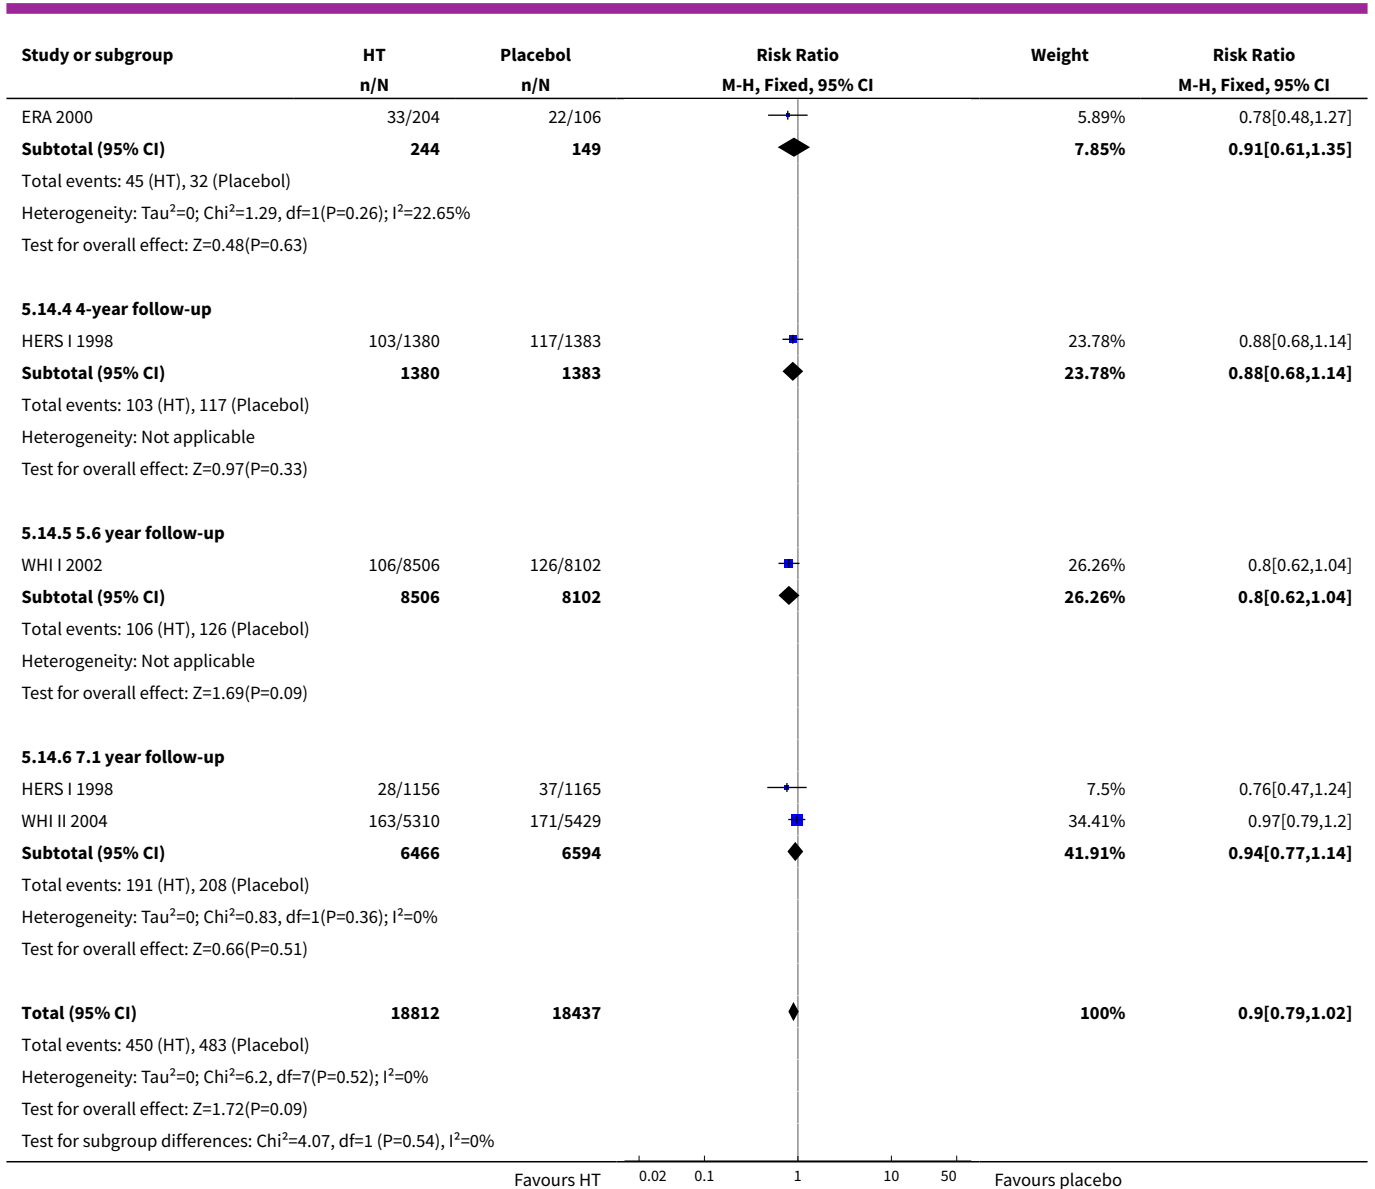 Study or subgroup HT Placebol Risk Ratio Weight Risk Ratio
n/N n/N M-H, Fixed, 95% CI M-H, Fixed, 95% CI
ERA 2000 33/204 22/106 5.89% 0.78[0.48,1.27]
Subtotal (95% CI) 244 149 7.85% 0.91[0.61,1.35]
Total events: 45 (HT), 32 (Placebol)
Heterogeneity: Tau²=0; Chi²=1.29, df=1(P=0.26); I²=22.65%
Test for overall effect: Z=0.48(P=0.63)
5.14.4 4-year follow-up
HERS I 1998 103/1380 117/1383 23.78% 0.88[0.68,1.14]
Subtotal (95% CI) 1380 1383 23.78% 0.88[0.68,1.14]
Total events: 103 (HT), 117 (Placebol)
Heterogeneity: Not applicable
Test for overall effect: Z=0.97(P=0.33)
5.14.5 5.6 year follow-up
WHI I 2002 106/8506 126/8102 26.26% 0.8[0.62,1.04]
Subtotal (95% CI) 8506 8102 26.26% 0.8[0.62,1.04]
Total events: 106 (HT), 126 (Placebol)
Heterogeneity: Not applicable
Test for overall effect: Z=1.69(P=0.09)
5.14.6 7.1 year follow-up
HERS I 1998 28/1156 37/1165 7.5% 0.76[0.47,1.24]
WHI II 2004 163/5310 171/5429 34.41% 0.97[0.79,1.2]
Subtotal (95% CI) 6466 6594 41.91% 0.94[0.77,1.14]
Total events: 191 (HT), 208 (Placebol)
Heterogeneity: Tau²=0; Chi²=0.83, df=1(P=0.36); I²=0%
Test for overall effect: Z=0.66(P=0.51)
Total (95% CI) 18812 18437 100% 0.9[0.79,1.02]
Total events: 450 (HT), 483 (Placebol)
Heterogeneity: Tau²=0; Chi²=6.2, df=7(P=0.52); I²=0%
Test for overall effect: Z=1.72(P=0.09)
Test for subgroup differences: Chi²=4.07, df=1 (P=0.54), I²=0%
Favours HT 0.02 0.1 1 10 50 Favours placebo